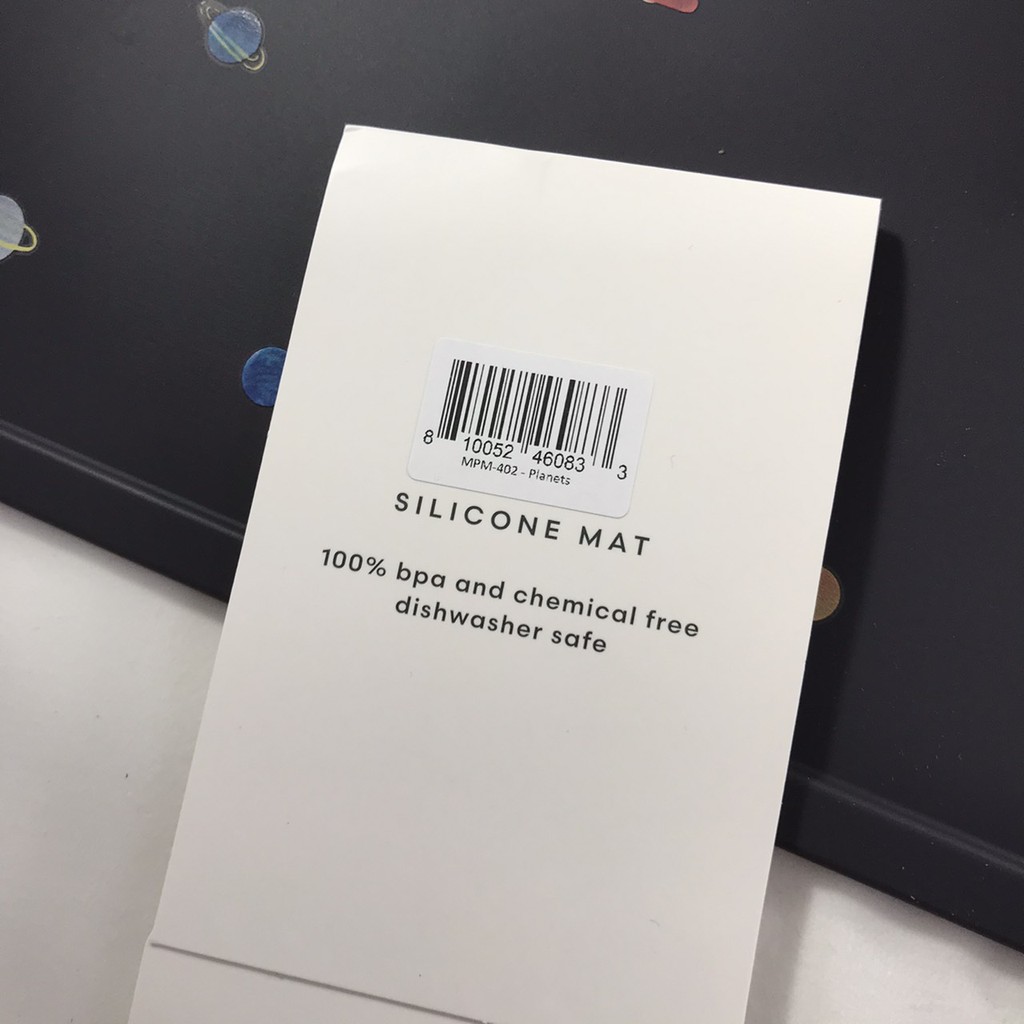 8 10052 46083 3
MPM-402 - Planets
SILICONE MAT
100% bpa and chemical free
dishwasher safe